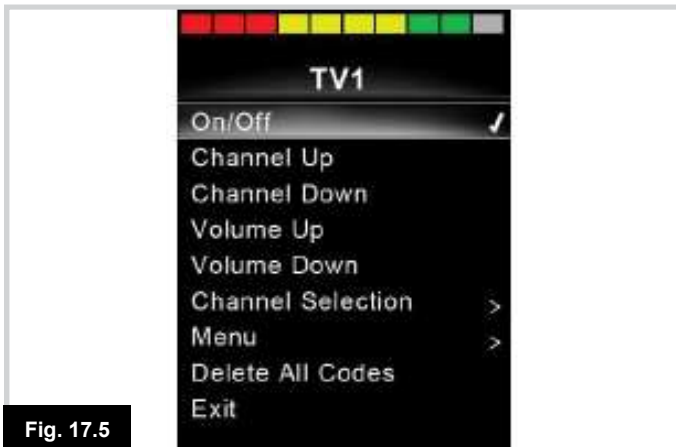 TV1
On/Off
Channel Up
Channel Down
Volume Up
Volume Down
Channel Selection >
Menu >
Delete All Codes
Exit
Fig. 17.5